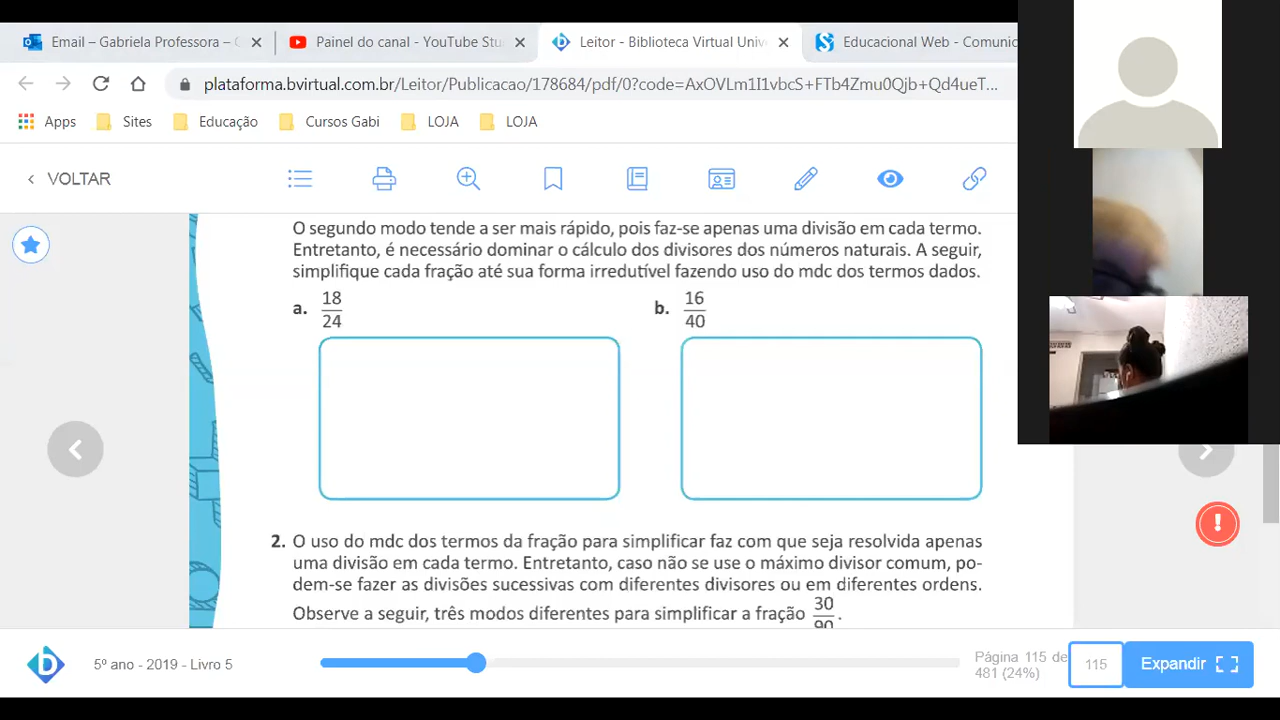 Email – Gabriela Professora –
Painel do canal - YouTube Stu
Leitor - Biblioteca Virtual Unive
Educacional Web - Comunic
plataforma.bvirtual.com.br/Leitor/Publicacao/178684/pdf/0?code=AxOVLm1I1vbcS+FTb4Zmu0Qjb+Qd4ueT...
Apps Sites Educação Cursos Gabi LOJA LOJA
VOLTAR
O segundo modo tende a ser mais rápido, pois faz-se apenas uma divisão em cada termo.
Entretanto, é necessário dominar o cálculo dos divisores dos números naturais. A seguir,
simplifique cada fração até sua forma irredutível fazendo uso do mdc dos termos dados.
a. 18/24
b. 16/40
2. O uso do mdc dos termos da fração para simplificar faz com que seja resolvida apenas
uma divisão em cada termo. Entretanto, caso não se use o máximo divisor comum, po-
dem-se fazer as divisões sucessivas com diferentes divisores ou em diferentes ordens.
Observe a seguir, três modos diferentes para simplificar a fração 30/90.
5º ano - 2019 - Livro 5
Página 115 de
481 (24%)
115
Expandir